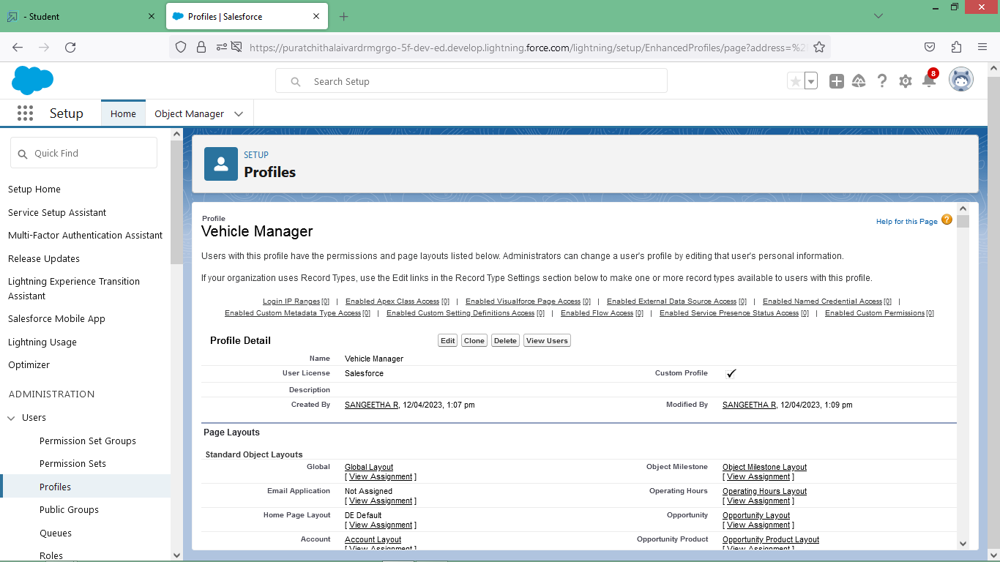 - Student
Profiles | Salesforce
https://puratchithalaivardrmgrgo-5f-dev-ed.develop.lightning.force.com/lightning/setup/EnhancedProfiles/page?address=%2
Search Setup
8
Setup
Home
Object Manager
Quick Find
Setup Home
Service Setup Assistant
Multi-Factor Authentication Assistant
Release Updates
Lightning Experience Transition
Assistant
Salesforce Mobile App
Lightning Usage
Optimizer
ADMINISTRATION
Users
Permission Set Groups
Permission Sets
Profiles
Public Groups
Queues
Roles
SETUP
Profiles
Profile
Vehicle Manager
Help for this Page ?
Users with this profile have the permissions and page layouts listed below. Administrators can change a user's profile by editing that user's personal information.
If your organization uses Record Types, use the Edit links in the Record Type Settings section below to make one or more record types available to users with this profile.
Login IP Ranges [0] | Enabled Apex Class Access [0] | Enabled Visualforce Page Access [0] | Enabled External Data Source Access [0] | Enabled Named Credential Access [0] |
Enabled Custom Metadata Type Access [0] | Enabled Custom Setting Definitions Access [0] | Enabled Flow Access [0] | Enabled Service Presence Status Access [0] | Enabled Custom Permissions [0]
Profile Detail Edit Clone Delete View Users
Name Vehicle Manager
User License Salesforce Custom Profile ✓
Description
Created By SANGEETHA R, 12/04/2023, 1:07 pm Modified By SANGEETHA R, 12/04/2023, 1:09 pm
Page Layouts
Standard Object Layouts
Global Global Layout Object Milestone Object Milestone Layout
[ View Assignment ] [ View Assignment ]
Email Application Not Assigned Operating Hours Operating Hours Layout
[ View Assignment ] [ View Assignment ]
Home Page Layout DE Default Opportunity Opportunity Layout
[ View Assignment ] [ View Assignment ]
Account Account Layout Opportunity Product Opportunity Product Layout
[ View Assignment ] [ View Assignment ]